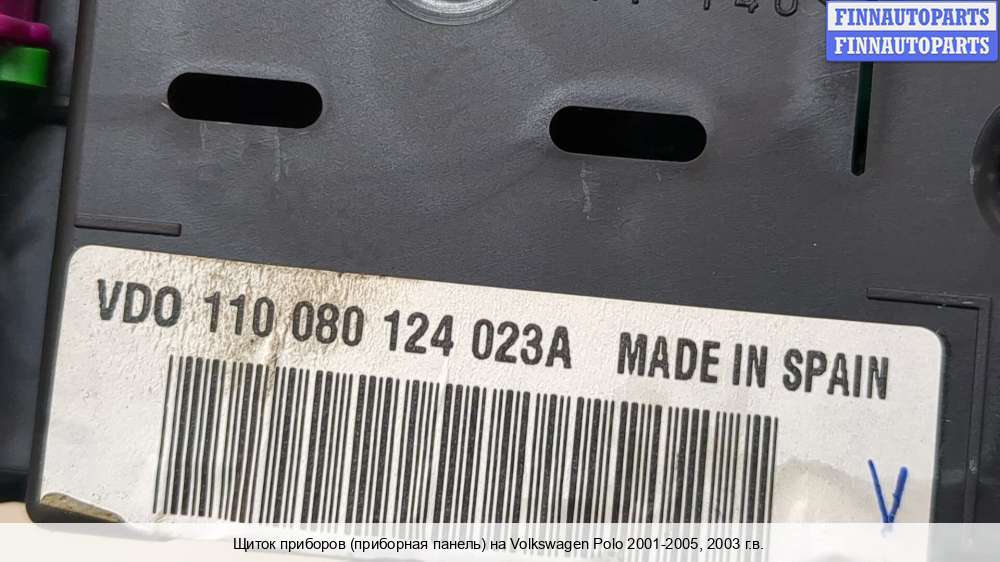 FINNAUTOPARTS
FINNAUTOPARTS
VDO 110 080 124 023A MADE IN SPAIN
V
Щиток приборов (приборная панель) на Volkswagen Polo 2001-2005, 2003 г.в.